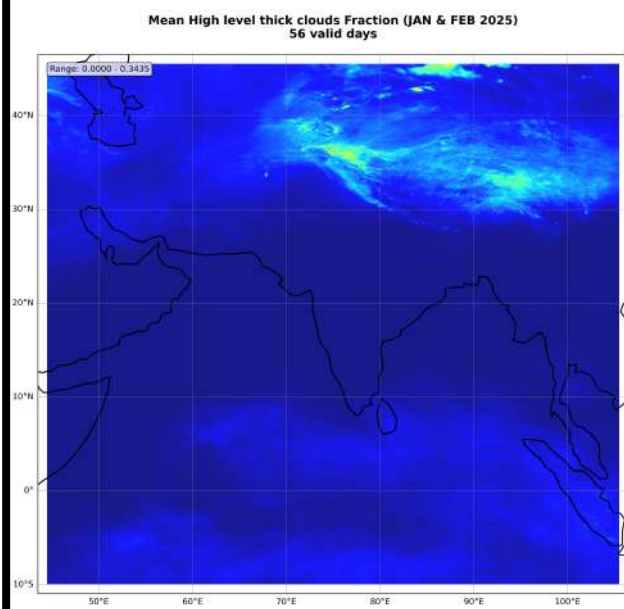 Mean High level thick clouds Fraction (JAN & FEB 2025)
56 valid days
Range: 0.0000 - 0.3435
40°N
30°N
20°N
10°N
0°
10°S
50°E
60°E
70°E
80°E
90°E
100°E